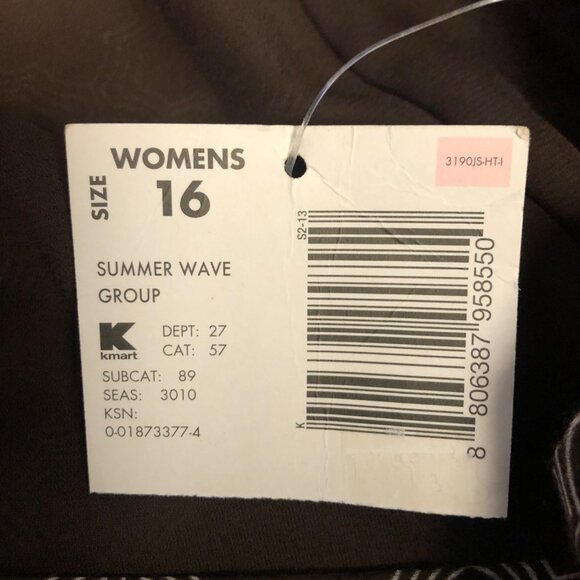 SIZE
WOMENS
16
3190JS-HT-I
SUMMER WAVE
GROUP
K
kmart
DEPT: 27
CAT: 57
SUBCAT: 89
SEAS: 3010
KSN:
0-01873377-4
S2-13
K
8 806387 958550